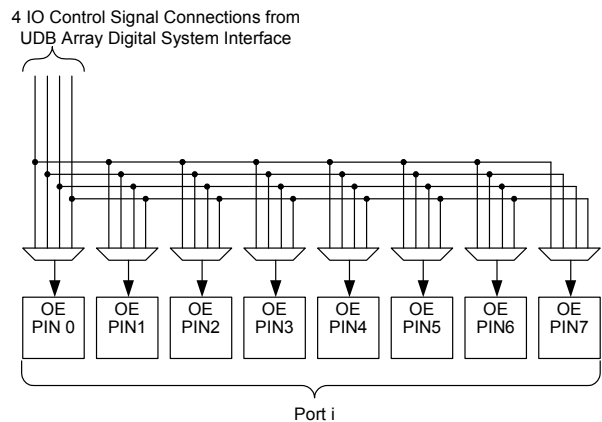 4 IO Control Signal Connections from
UDB Array Digital System Interface
OE OE OE OE OE OE OE OE
PIN 0 PIN1 PIN2 PIN3 PIN4 PIN5 PIN6 PIN7
Port i